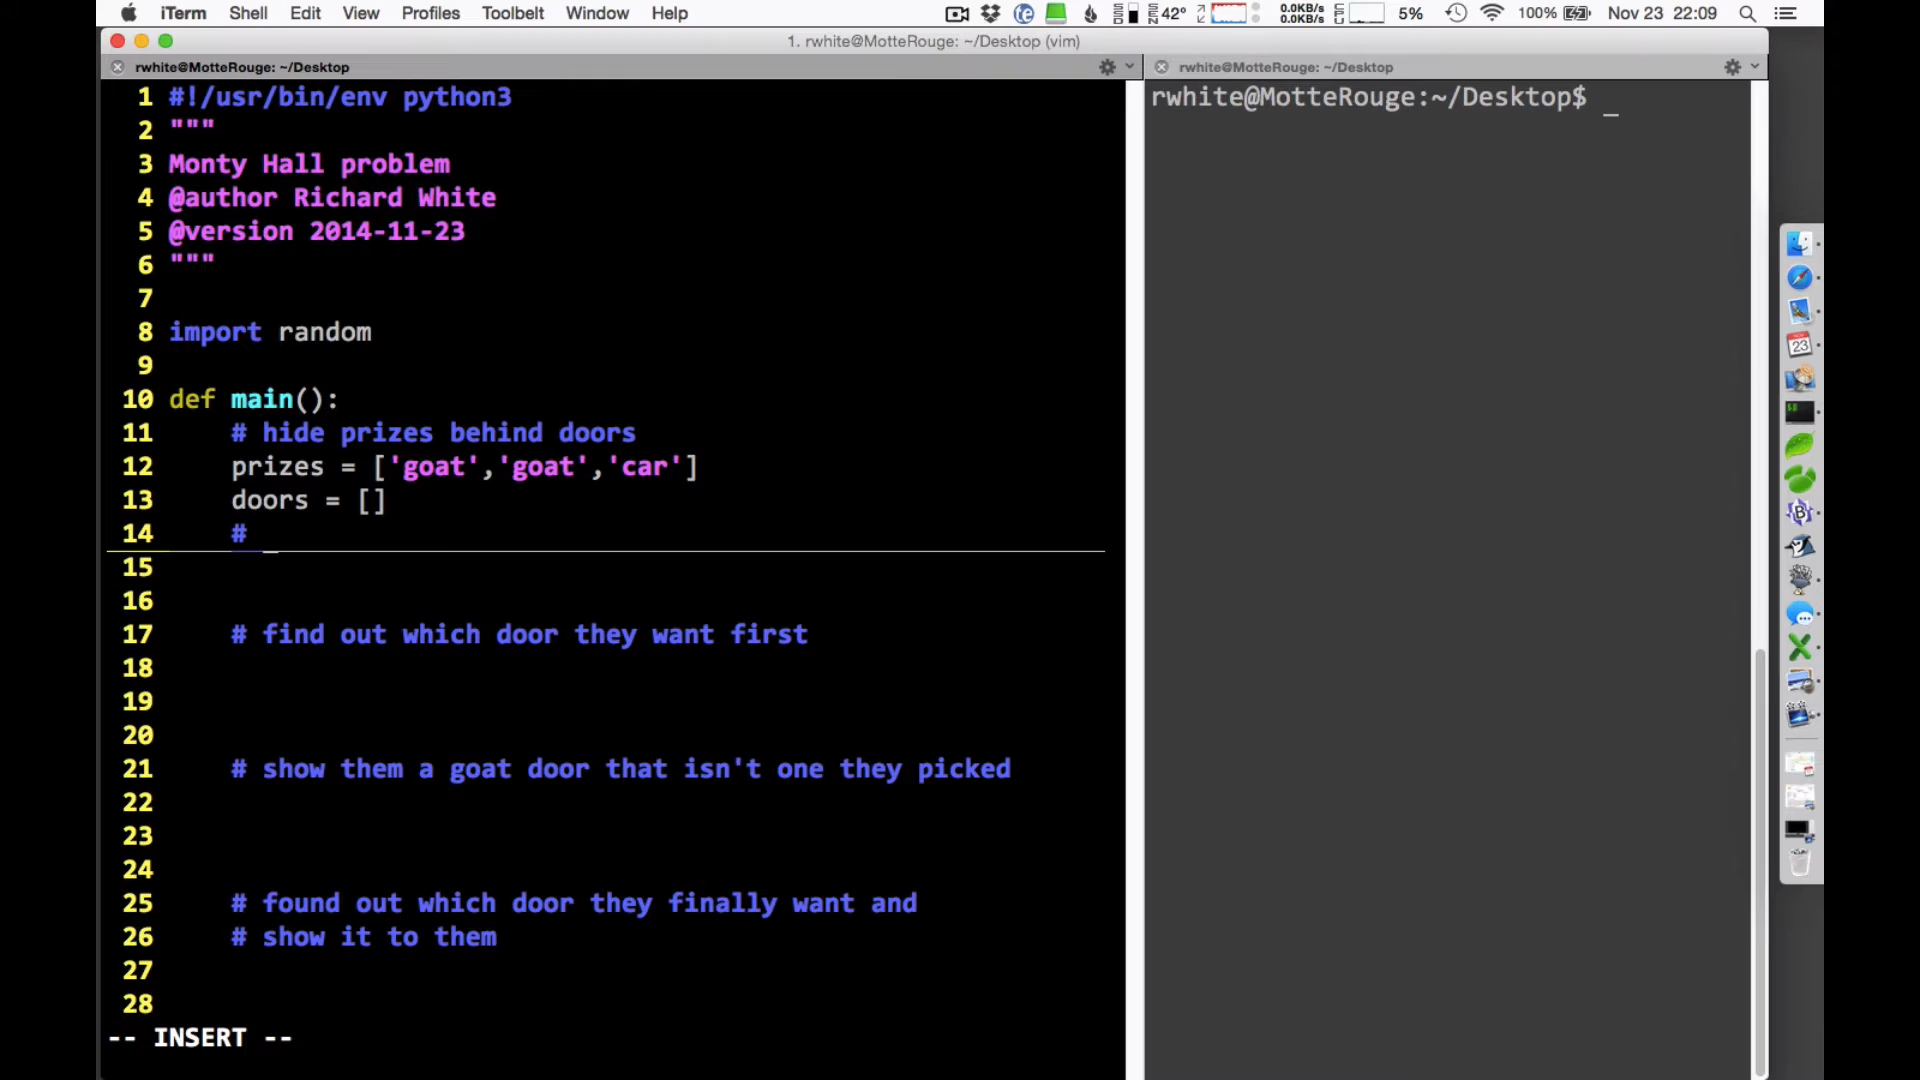 iTerm Shell Edit View Profiles Toolbelt Window Help 42° 0.0KB/s 0.0KB/s 5% 100% Nov 23 22:09
1. rwhite@MotteRouge: ~/Desktop (vim)
rwhite@MotteRouge: ~/Desktop
rwhite@MotteRouge: ~/Desktop
1 #!/usr/bin/env python3
2 """
3 Monty Hall problem
4 @author Richard White
5 @version 2014-11-23
6 """
7
8 import random
9
10 def main():
11 # hide prizes behind doors
12 prizes = ['goat','goat','car']
13 doors = []
14 #
15
16
17 # find out which door they want first
18
19
20
21 # show them a goat door that isn't one they picked
22
23
24
25 # found out which door they finally want and
26 # show it to them
27
28
-- INSERT --
rwhite@MotteRouge:~/Desktop$ _
23